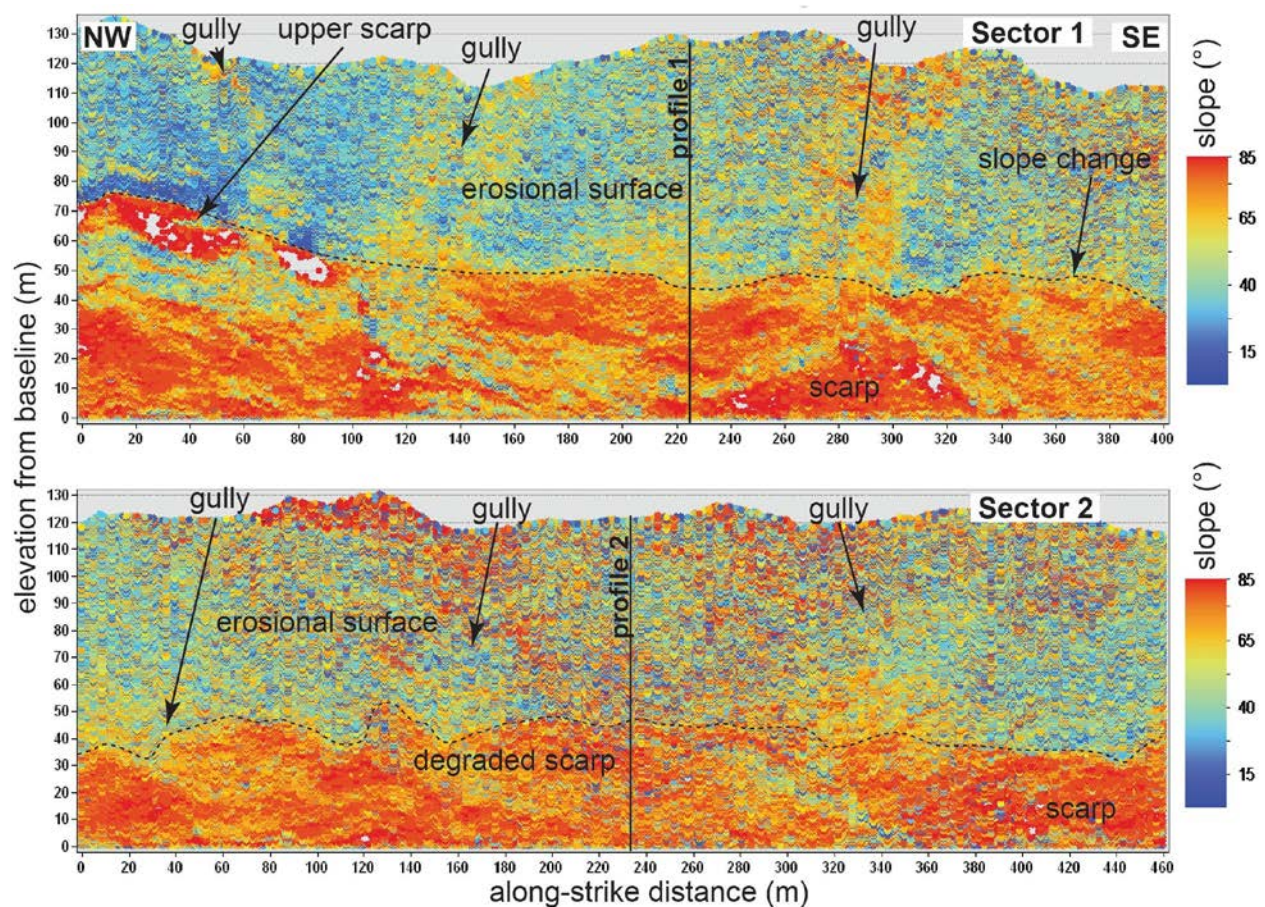 NW
gully
upper scarp
gully
gully
Sector 1
SE
erosional surface
profile 1
slope change
scarp
130
120
110
100
90
80
70
60
50
40
30
20
10
0
0 20 40 60 80 100 120 140 160 180 200 220 240 260 280 300 320 340 360 380 400
slope (°)
85
65
40
15
elevation from baseline (m)
gully
gully
gully
Sector 2
erosional surface
profile 2
degraded scarp
scarp
130
120
110
100
90
80
70
60
50
40
30
20
10
0
0 20 40 60 80 100 120 140 160 180 200 220 240 260 280 300 320 340 360 380 400 420 440 460
slope (°)
85
65
40
15
along-strike distance (m)